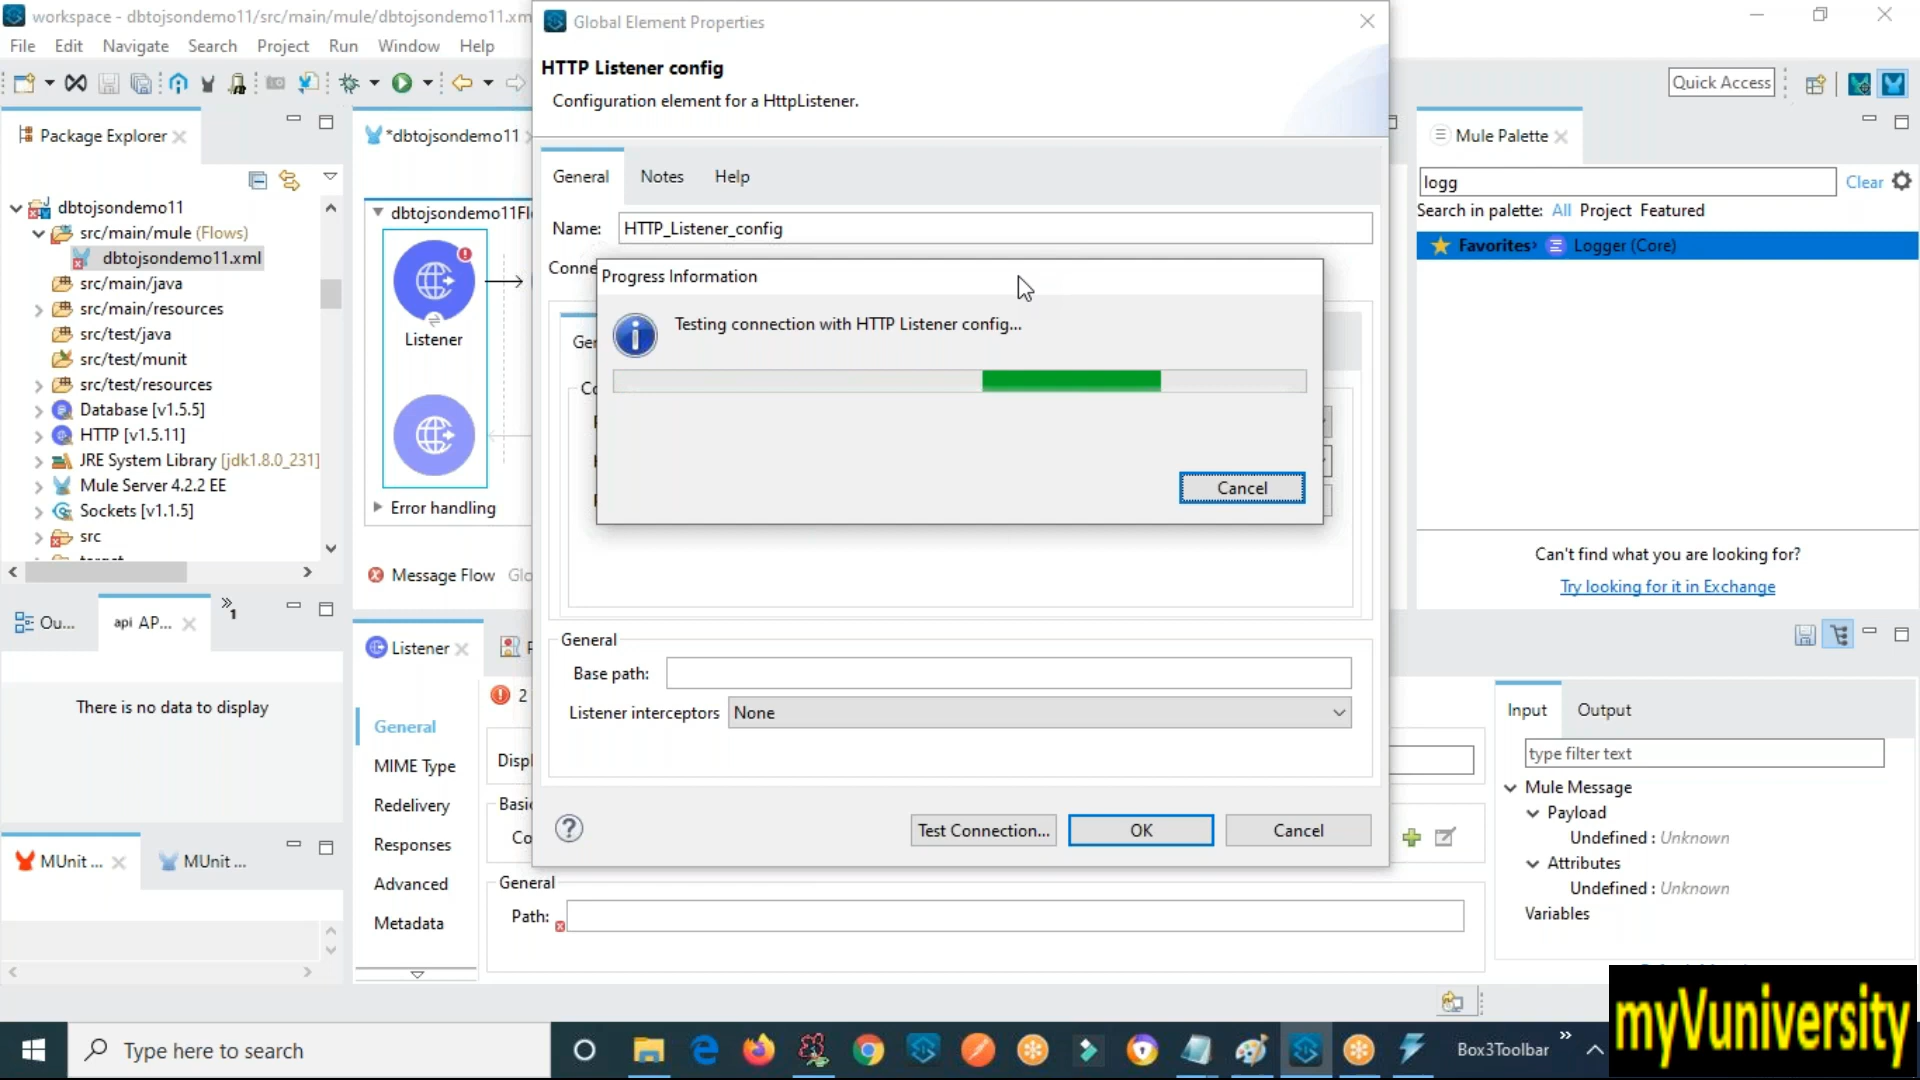 workspace - dbtojsondemo11/src/main/mule/dbtojsondemo11.xm
File Edit Navigate Search Project Run Window Help
Quick Access
Package Explorer
dbtojsondemo11
src/main/mule (Flows)
dbtojsondemo11.xml
src/main/java
src/main/resources
src/test/java
src/test/munit
src/test/resources
Database [v1.5.5]
HTTP [v1.5.11]
JRE System Library [jdk1.8.0_231]
Mule Server 4.2.2 EE
Sockets [v1.1.5]
src
Ou...
api AP...
1
There is no data to display
MUnit ...
MUnit ...
*dbtojsondemo11
dbtojsondemo11Fl
Listener
Error handling
Message Flow Glo
Listener
2
General
MIME Type
Redelivery
Responses
Advanced
Metadata
Displ
Basic
Co
General
Path:
Global Element Properties
HTTP Listener config
Configuration element for a HttpListener.
General Notes Help
Name: HTTP_Listener_config
Conne
Ge
Co
Progress Information
Testing connection with HTTP Listener config...
Cancel
General
Base path:
Listener interceptors None
Test Connection... OK Cancel
Mule Palette
logg
Clear
Search in palette: All Project Featured
Favorites› Logger (Core)
Can't find what you are looking for?
Try looking for it in Exchange
Input Output
type filter text
Mule Message
Payload
Undefined : Unknown
Attributes
Undefined : Unknown
Variables
Type here to search
Box3Toolbar
myVuniversity